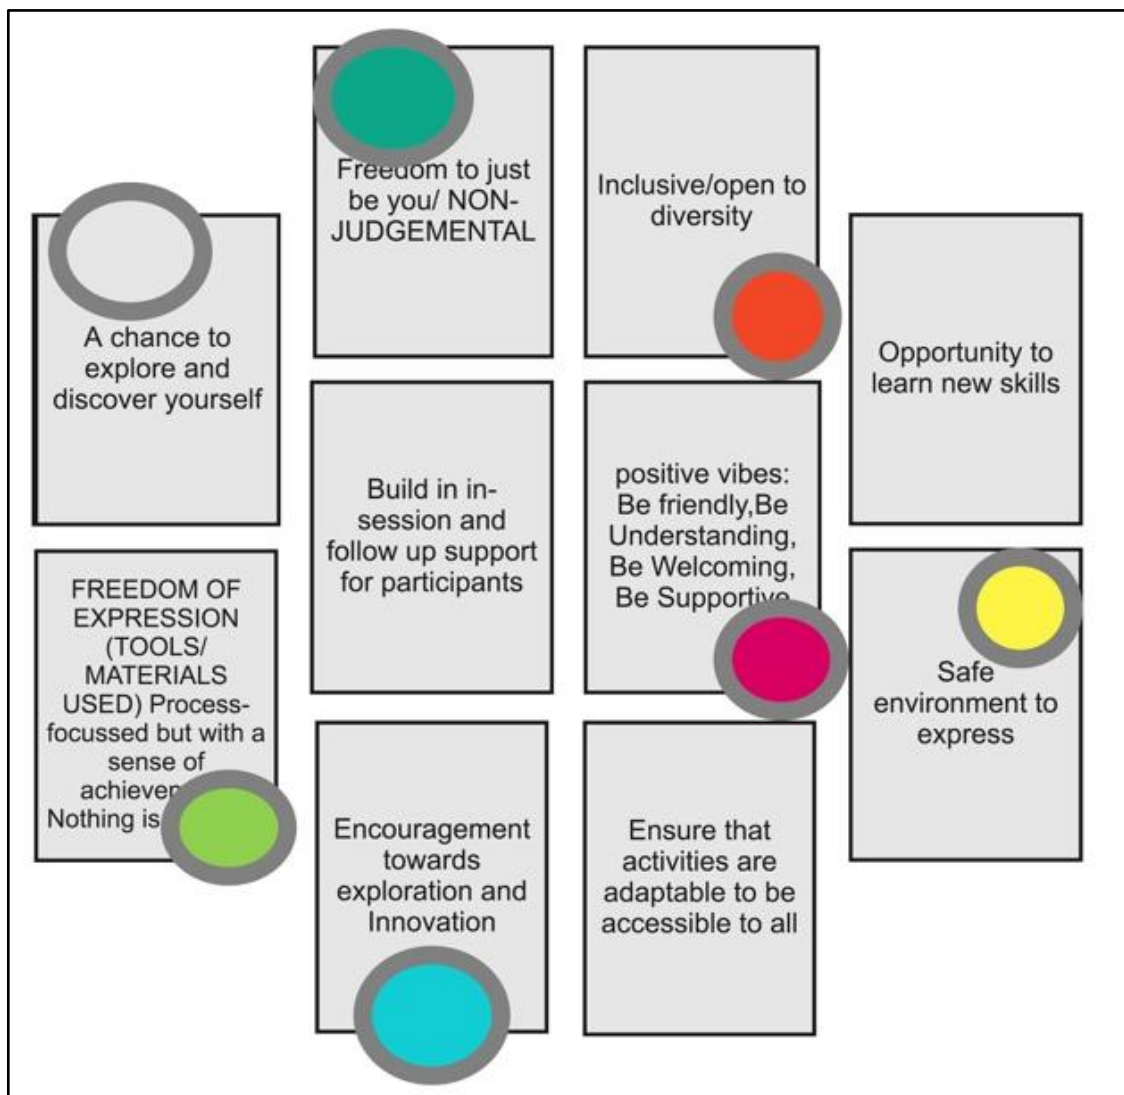 Freedom to just
be you/ NON-
JUDGEMENTAL
Inclusive/open to
diversity
A chance to
explore and
discover yourself
Opportunity to
learn new skills
Build in in-
session and
follow up support
for participants
positive vibes:
Be friendly,Be
Understanding,
Be Welcoming,
Be Supportive
FREEDOM OF
EXPRESSION
(TOOLS/
MATERIALS
USED) Process-
focussed but with a
sense of
Nothing is
Safe
environment to
express
Encouragement
towards
exploration and
Innovation
Ensure that
activities are
adaptable to be
accessible to all